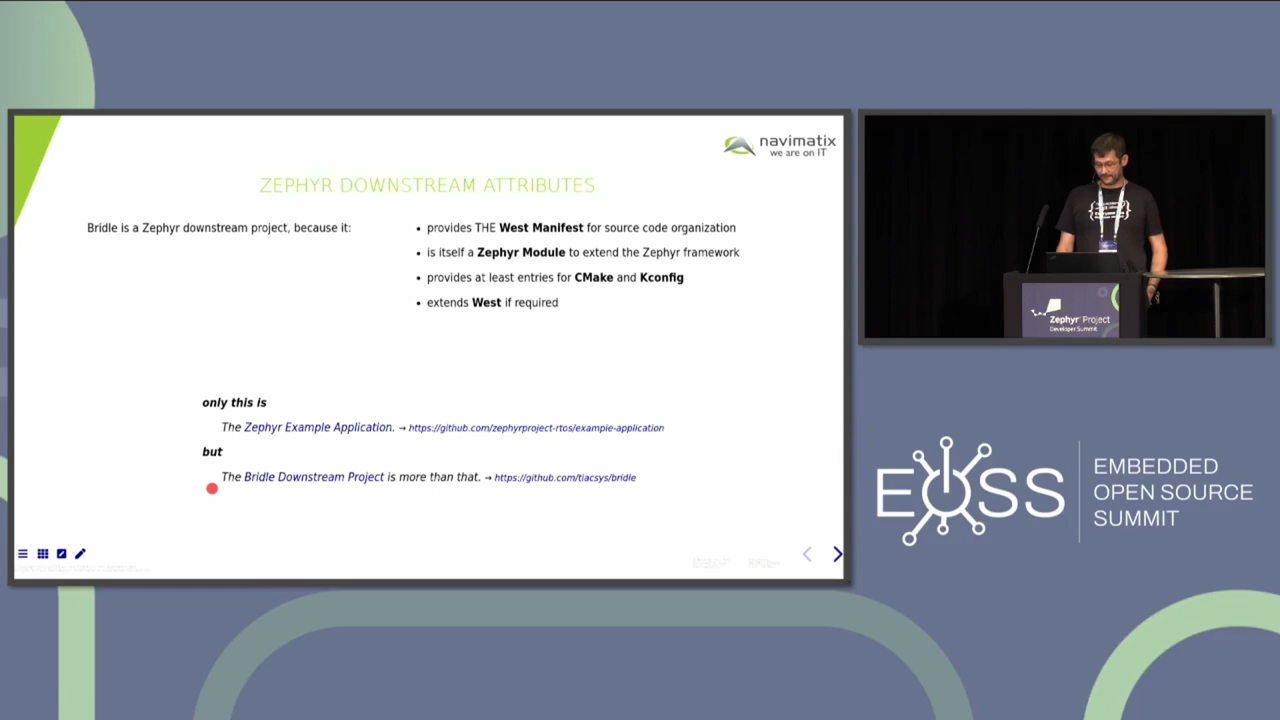 navimatix
we are on IT
ZEPHYR DOWNSTREAM ATTRIBUTES
Bridle is a Zephyr downstream project, because it:
• provides THE West Manifest for source code organization
• is itself a Zephyr Module to extend the Zephyr framework
• provides at least entries for CMake and Kconfig
• extends West if required
only this is
The Zephyr Example Application. → https://github.com/zephyrproject-rtos/example-application
but
The Bridle Downstream Project is more than that. → https://github.com/tiacsys/bridle
Zephyr Project
Developer Summit
EOSS
EMBEDDED
OPEN SOURCE
SUMMIT